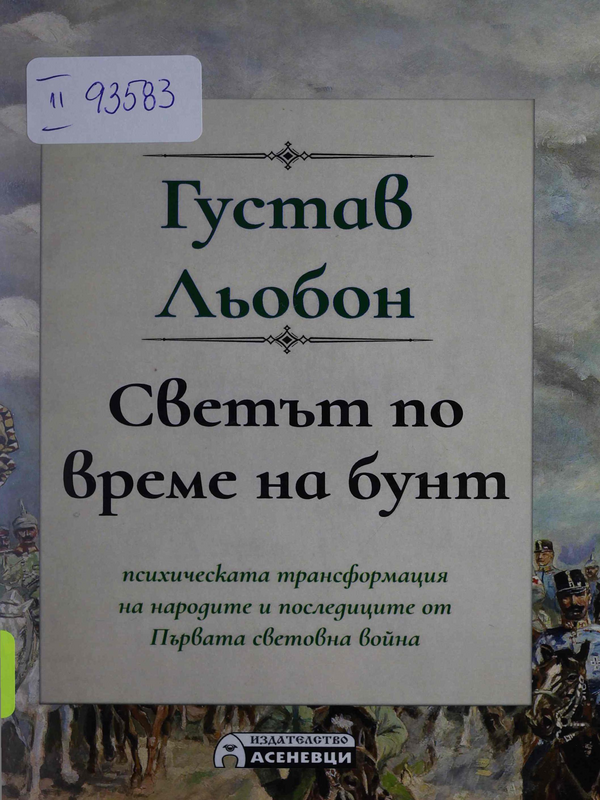 II 93583
Густав
Льобон
Светът по
време на бунт
психическата трансформация
на народите и последиците от
Първата световна война
ИЗДАТЕЛСТВО
АСЕНЕВЦИ